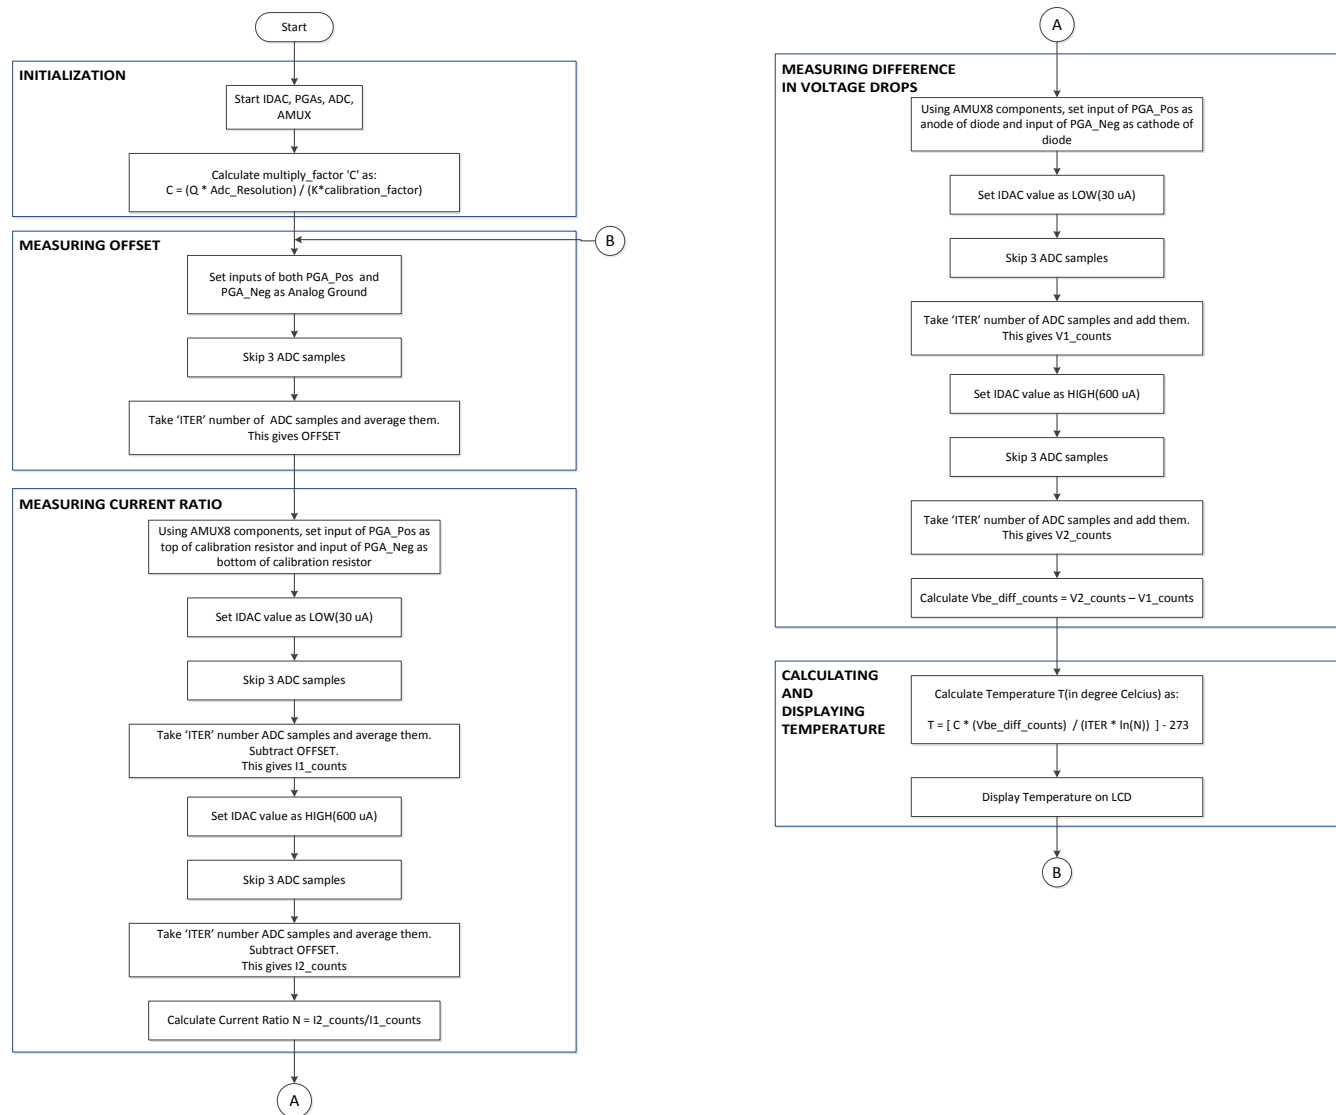 Start
INITIALIZATION
Start IDAC, PGAs, ADC,
AMUX
Calculate multiply_factor 'C' as:
C = (Q * Adc_Resolution) / (K*calibration_factor)
MEASURING OFFSET
B
Set inputs of both PGA_Pos and
PGA_Neg as Analog Ground
Skip 3 ADC samples
Take ‘ITER’ number of ADC samples and average them.
This gives OFFSET
MEASURING CURRENT RATIO
Using AMUX8 components, set input of PGA_Pos as
top of calibration resistor and input of PGA_Neg as
bottom of calibration resistor
Set IDAC value as LOW(30 uA)
Skip 3 ADC samples
Take ‘ITER’ number ADC samples and average them.
Subtract OFFSET.
This gives I1_counts
Set IDAC value as HIGH(600 uA)
Skip 3 ADC samples
Take ‘ITER’ number ADC samples and average them.
Subtract OFFSET.
This gives I2_counts
Calculate Current Ratio N = I2_counts/I1_counts
A
A
MEASURING DIFFERENCE
IN VOLTAGE DROPS
Using AMUX8 components, set input of PGA_Pos as
anode of diode and input of PGA_Neg as cathode of
diode
Set IDAC value as LOW(30 uA)
Skip 3 ADC samples
Take ‘ITER’ number of ADC samples and add them.
This gives V1_counts
Set IDAC value as HIGH(600 uA)
Skip 3 ADC samples
Take ‘ITER’ number of ADC samples and add them.
This gives V2_counts
Calculate Vbe_diff_counts = V2_counts – V1_counts
CALCULATING
AND
DISPLAYING
TEMPERATURE
Calculate Temperature T(in degree Celcius) as:
T = [ C * (Vbe_diff_counts) / (ITER * ln(N)) ] - 273
Display Temperature on LCD
B